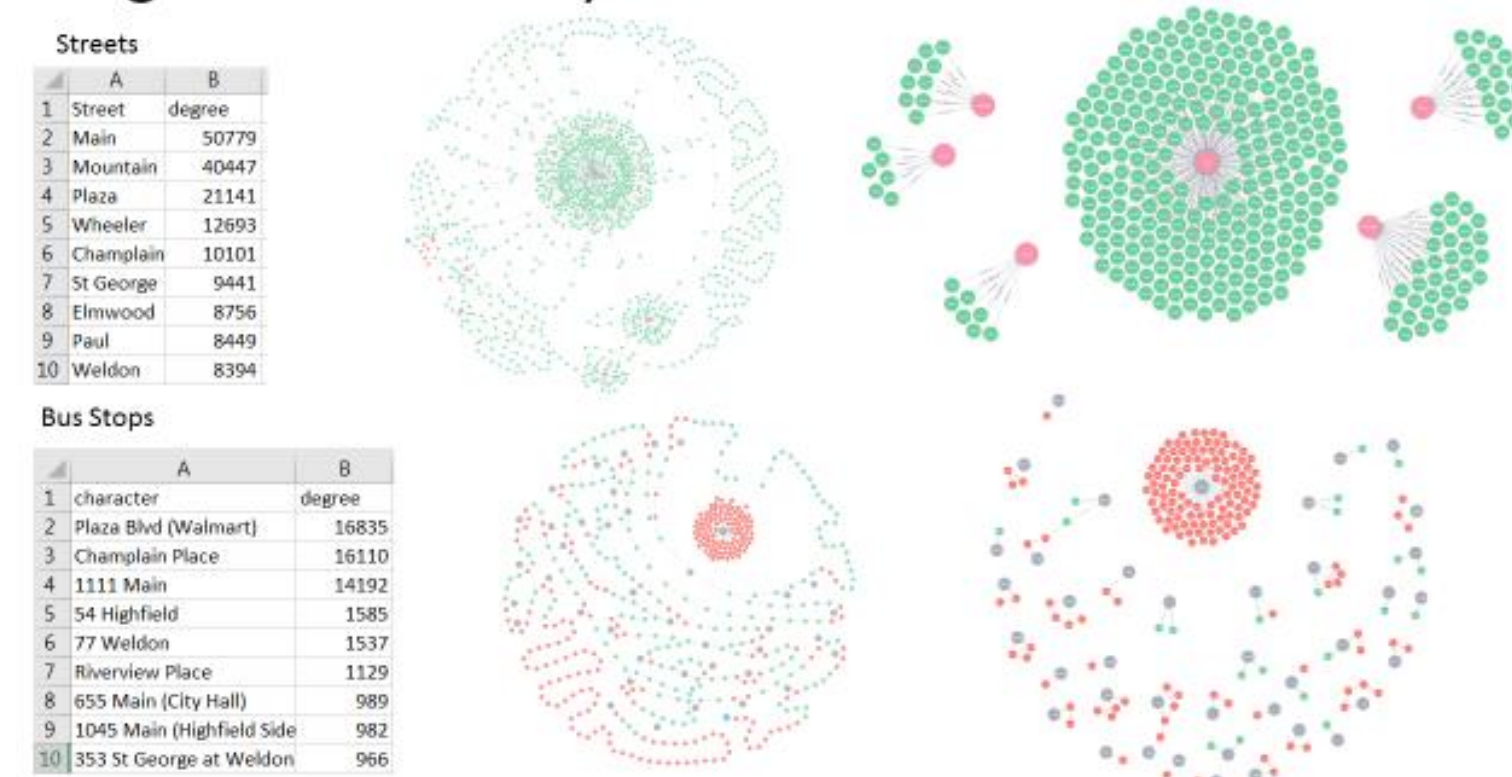 Streets
A B
1 Street degree
2 Main 50779
3 Mountain 40447
4 Plaza 21141
5 Wheeler 12693
6 Champlain 10101
7 St George 9441
8 Elmwood 8756
9 Paul 8449
10 Weldon 8394
Bus Stops
A B
1 character degree
2 Plaza Blvd (Walmart) 16835
3 Champlain Place 16110
4 1111 Main 14192
5 54 Highfield 1585
6 77 Weldon 1537
7 Riverview Place 1129
8 655 Main (City Hall) 989
9 1045 Main (Highfield Side 982
10 353 St George at Weldon 966